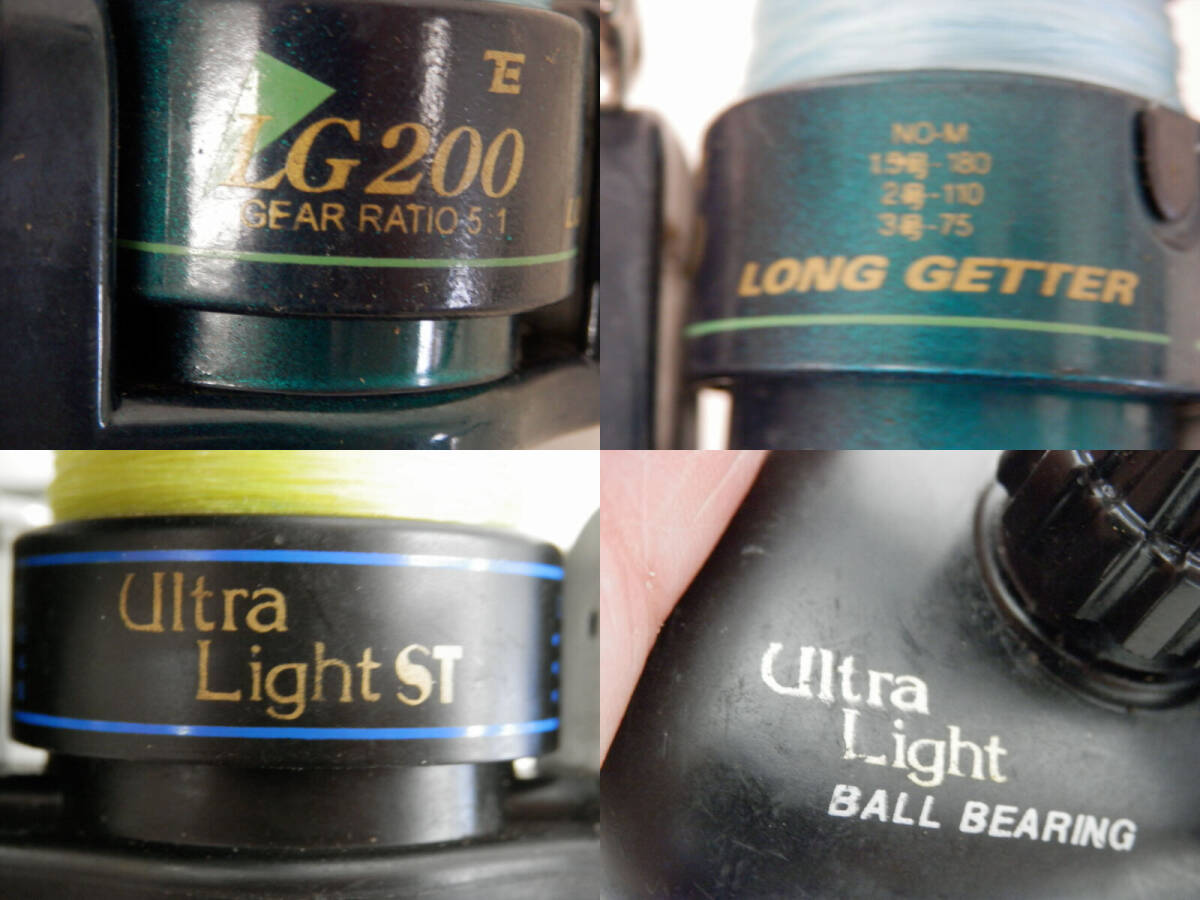 TE
LG200
GEAR RATIO 5:1
NO-M
1.9号-180
2号-110
3号-75
LONG GETTER
Ultra
Light ST
Ultra
Light
BALL BEARING